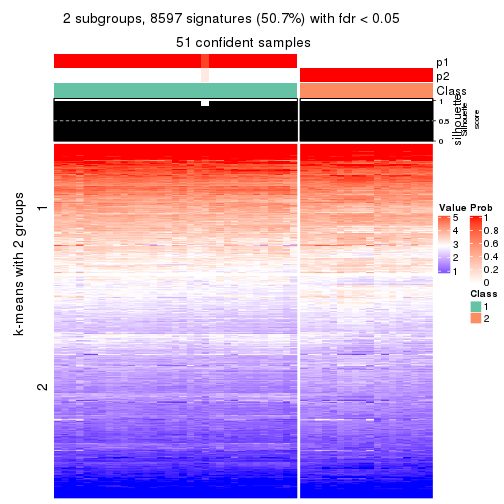 2 subgroups, 8597 signatures (50.7%) with fdr < 0.05
51 confident samples
p1
p2
Class
1
0.5
0
silhouette
Silhouette
score
k-means with 2 groups
1
2
Value
5
4
3
2
1
Prob
1
0.8
0.6
0.4
0.2
0
Class
1
2